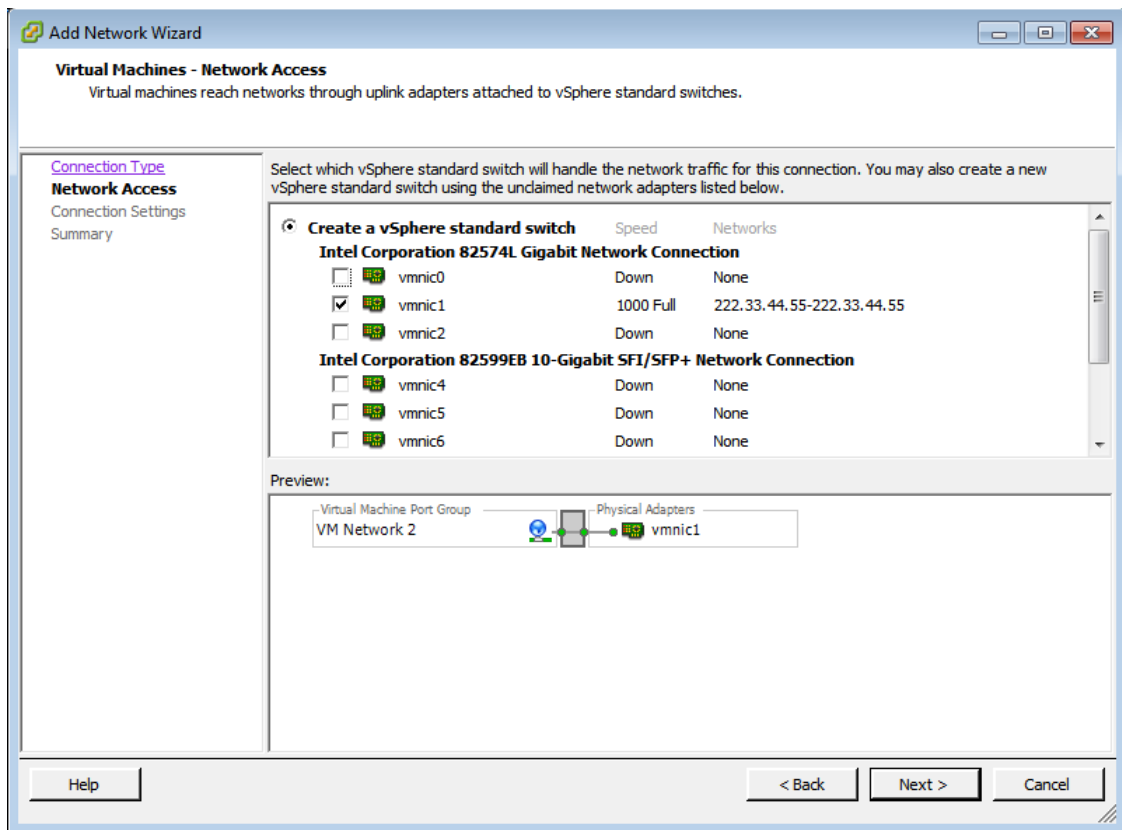 Add Network Wizard
Virtual Machines - Network Access
Virtual machines reach networks through uplink adapters attached to vSphere standard switches.
Connection Type
Network Access
Connection Settings
Summary
Select which vSphere standard switch will handle the network traffic for this connection. You may also create a new
vSphere standard switch using the unclaimed network adapters listed below.
Create a vSphere standard switch Speed Networks
Intel Corporation 82574L Gigabit Network Connection
vmnic0 Down None
vmnic1 1000 Full 222.33.44.55-222.33.44.55
vmnic2 Down None
Intel Corporation 82599EB 10-Gigabit SFI/SFP+ Network Connection
vmnic4 Down None
vmnic5 Down None
vmnic6 Down None
Preview:
Virtual Machine Port Group Physical Adapters
VM Network 2 vmnic1
Help < Back Next > Cancel